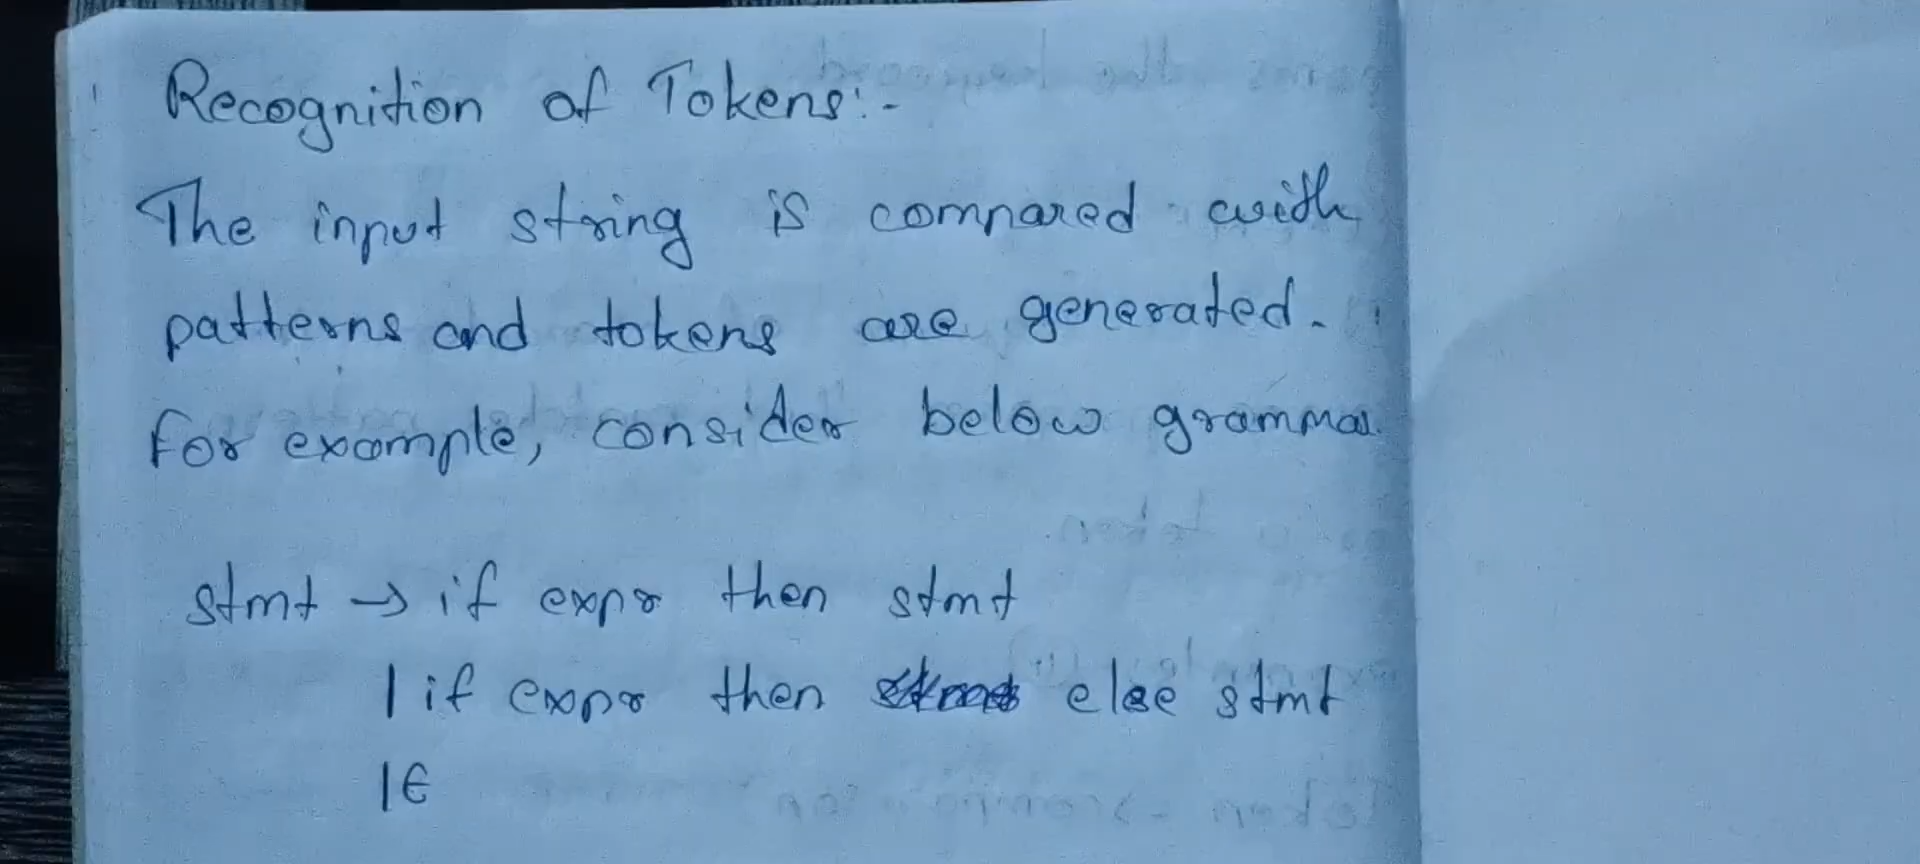 Recognition of Tokens:-
The input string is compared with
patterns and tokens are generated.
For example, consider below grammar.
stmt → if expr then stmt
| if expr then stmt else stmt
| ϵ